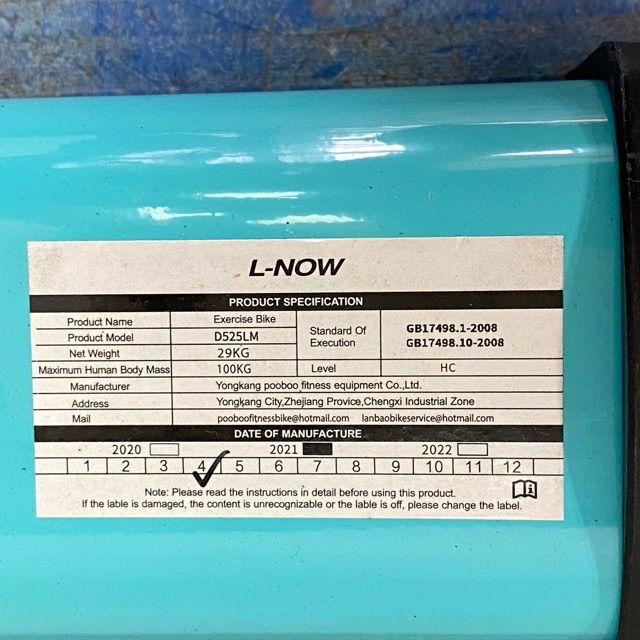 L-NOW
PRODUCT SPECIFICATION
Product Name Exercise Bike
Product Model D525LM
Standard Of Execution GB17498.1-2008 GB17498.10-2008
Net Weight 29KG
Maximum Human Body Mass 100KG Level HC
Manufacturer Yongkang pooboo fitness equipment Co.,Ltd.
Address Yongkang City,Zhejiang Provice,Chengxi Industrial Zone
Mail pooboofitnessbike@hotmail.com lanbaobikeservice@hotmail.com
DATE OF MANUFACTURE
2020 2021 2022
1 2 3 4 5 6 7 8 9 10 11 12
Note: Please read the instructions in detail before using this product.
If the lable is damaged, the content is unrecognizable or the lable is off, please change the label.